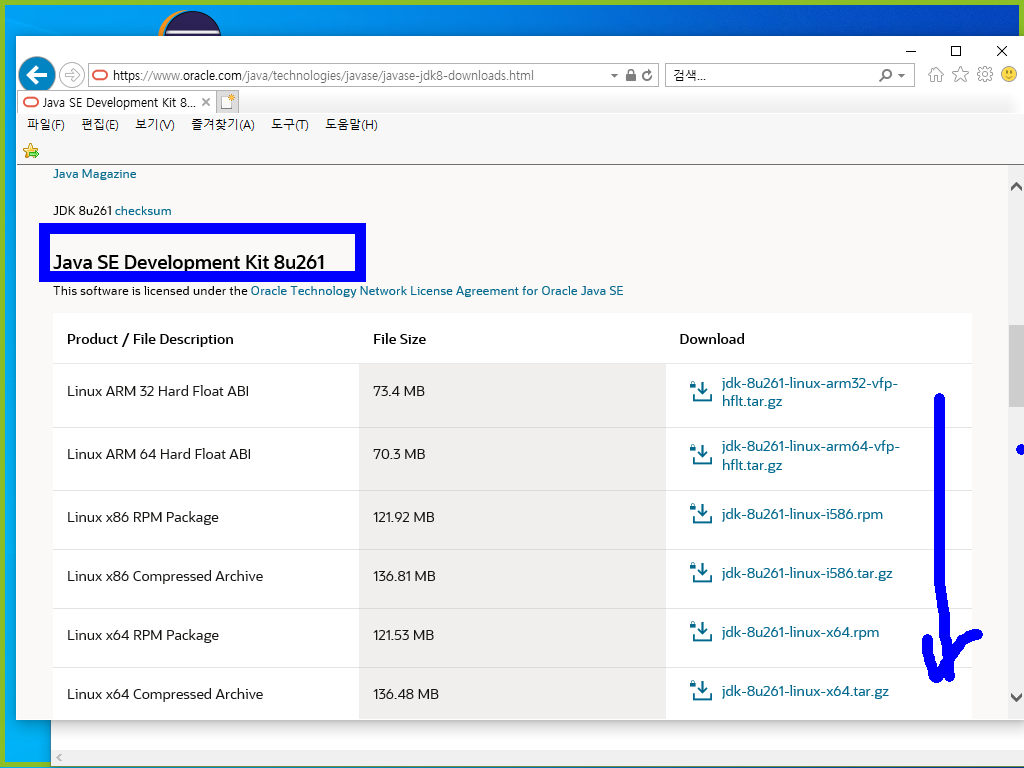 https://www.oracle.com/java/technologies/javase/javase-jdk8-downloads.html
검색...
Java SE Development Kit 8...
파일(F) 편집(E) 보기(V) 즐겨찾기(A) 도구(T) 도움말(H)
Java Magazine
JDK 8u261 checksum
Java SE Development Kit 8u261
This software is licensed under the Oracle Technology Network License Agreement for Oracle Java SE
Product / File Description File Size Download
Linux ARM 32 Hard Float ABI 73.4 MB jdk-8u261-linux-arm32-vfp-
hflt.tar.gz
Linux ARM 64 Hard Float ABI 70.3 MB jdk-8u261-linux-arm64-vfp-
hflt.tar.gz
Linux x86 RPM Package 121.92 MB jdk-8u261-linux-i586.rpm
Linux x86 Compressed Archive 136.81 MB jdk-8u261-linux-i586.tar.gz
Linux x64 RPM Package 121.53 MB jdk-8u261-linux-x64.rpm
Linux x64 Compressed Archive 136.48 MB jdk-8u261-linux-x64.tar.gz